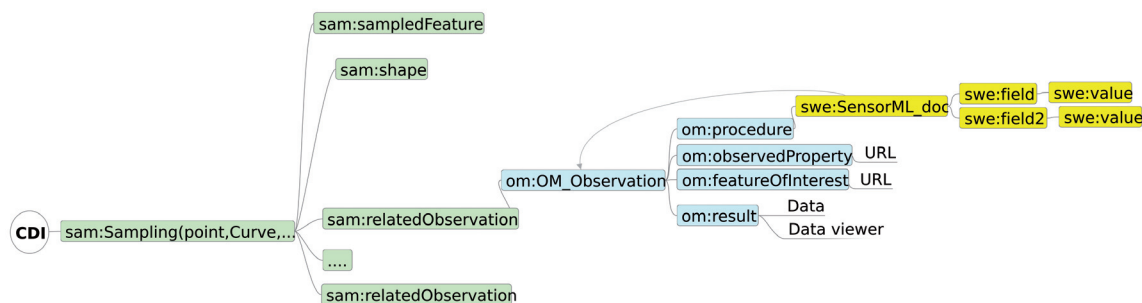 CDI
sam:Sampling(point,Curve,...
sam:sampledFeature
sam:shape
sam:relatedObservation
....
sam:relatedObservation
om:OM_Observation
om:procedure
om:observedProperty
URL
om:featureOfInterest
URL
om:result
Data
Data viewer
swe:SensorML_doc
swe:field
swe:value
swe:field2
swe:value